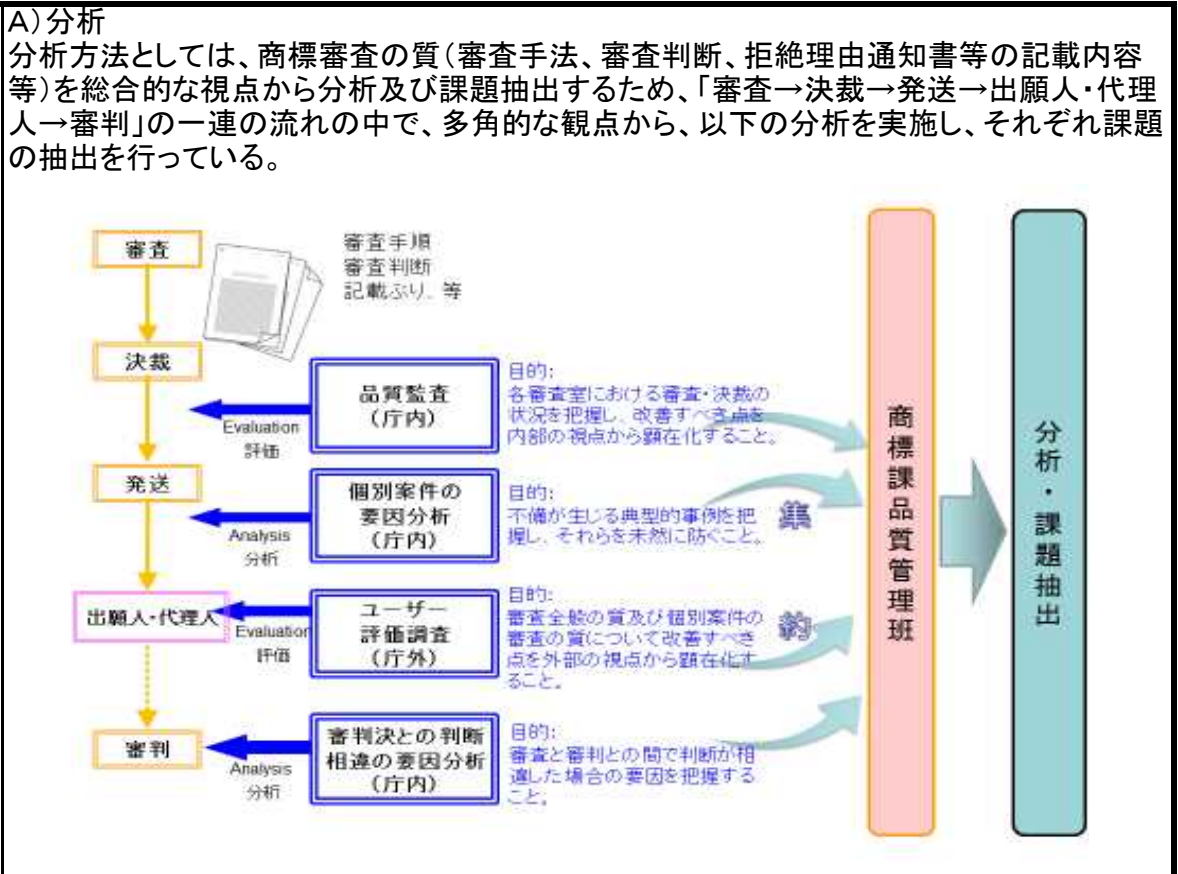 A)分析
分析方法としては、商標審査の質(審査手法、審査判断、拒絶理由通知書等の記載内容
等)を総合的な視点から分析及び課題抽出するため、「審査→決裁→発送→出願人・代理
人→審判」の一連の流れの中で、多角的な観点から、以下の分析を実施し、それぞれ課題
の抽出を行っている。
審査
審査手順
審査判断
記載ぶり、等
決裁
品質監査
(庁内)
目的:
各審査室における審査・決裁の
状況を把握し、改善すべき点を
内部の視点から顕在化すること。
Evaluation
評価
発送
個別案件の
要因分析
(庁内)
目的:
不備が生じる典型的事例を把
握し、それらを未然に防ぐこと。
Analysis
分析
出願人・代理人
ユーザー
評価調査
(庁外)
目的:
審査全般の質及び個別案件の
審査の質について改善すべき
点を外部の視点から顕在化す
ること。
Evaluation
評価
審判
審判決との判断
相違の要因分析
(庁内)
目的:
審査と審判との間で判断が相
違した場合の要因を把握する
こと。
Analysis
分析
集
約
商標課品質管理班
分析・課題抽出